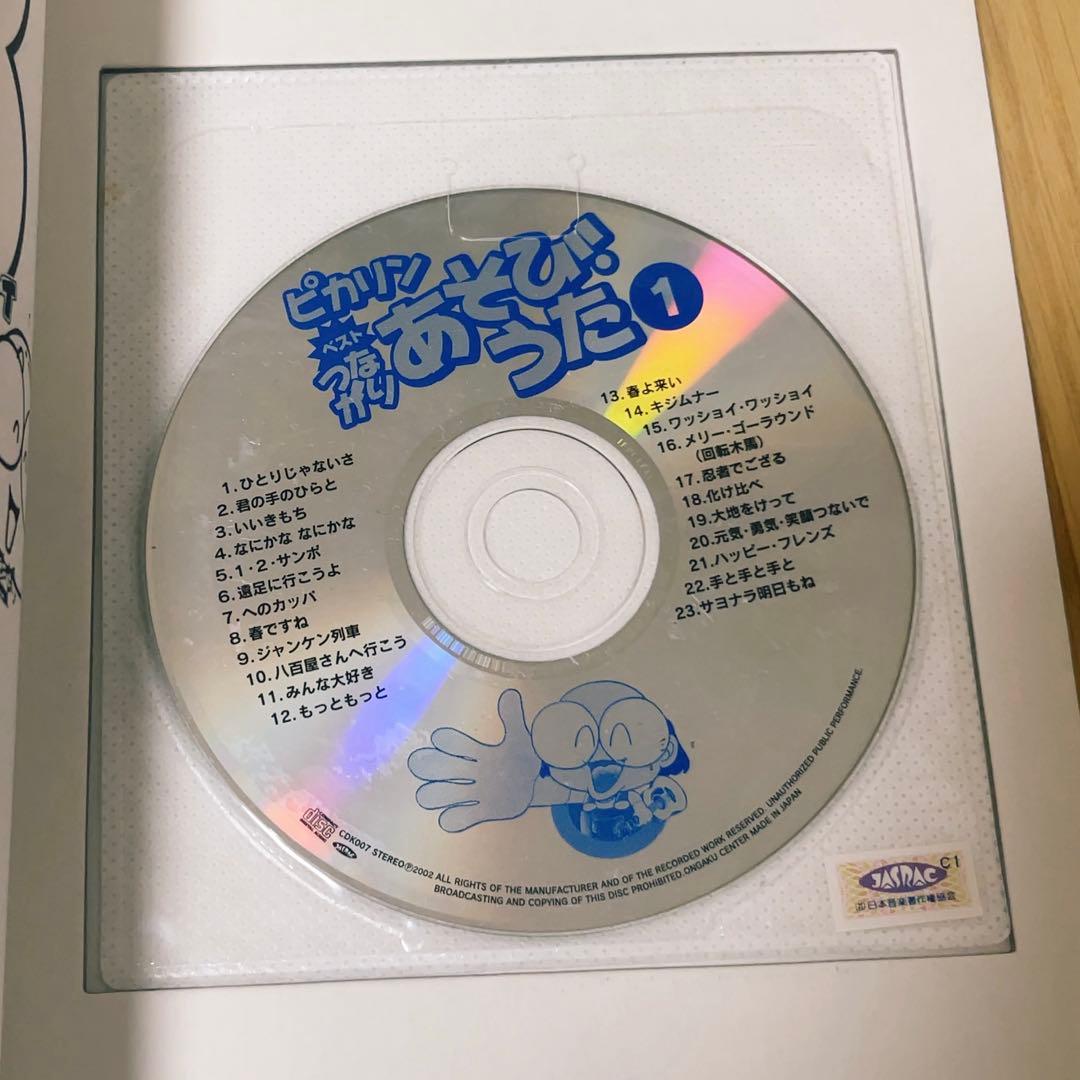 ピカリン
ベスト
つながり
あそび・
うた
1
1.ひとりじゃないさ
2.君の手のひらと
3.いいきもち
4.なにかな なにかな
5.1・2・サンポ
6.遠足に行こうよ
7.へのカッパ
8.春ですね
9.ジャンケン列車
10.八百屋さんへ行こう
11.みんな大好き
12.もっともっと
13.春よ来い
14.キジムナー
15.ワッショイ・ワッショイ
16.メリー・ゴーラウンド
(回転木馬)
17.忍者でござる
18.化け比べ
19.大地をけって
20.元気・勇気・笑顔つないで
21.ハッピー・フレンズ
22.手と手と手と
23.サヨナラ明日もね
disc
CDK007 STEREO Ⓟ2002 ALL RIGHTS OF THE MANUFACTURER AND OF THE RECORDED WORK RESERVED. UNAUTHORIZED PUBLIC PERFORMANCE.
BROADCASTING AND COPYING OF THIS DISC PROHIBITED.ONGAKU CENTER MADE IN JAPAN
JASRAC
C1
日本音楽著作権協会